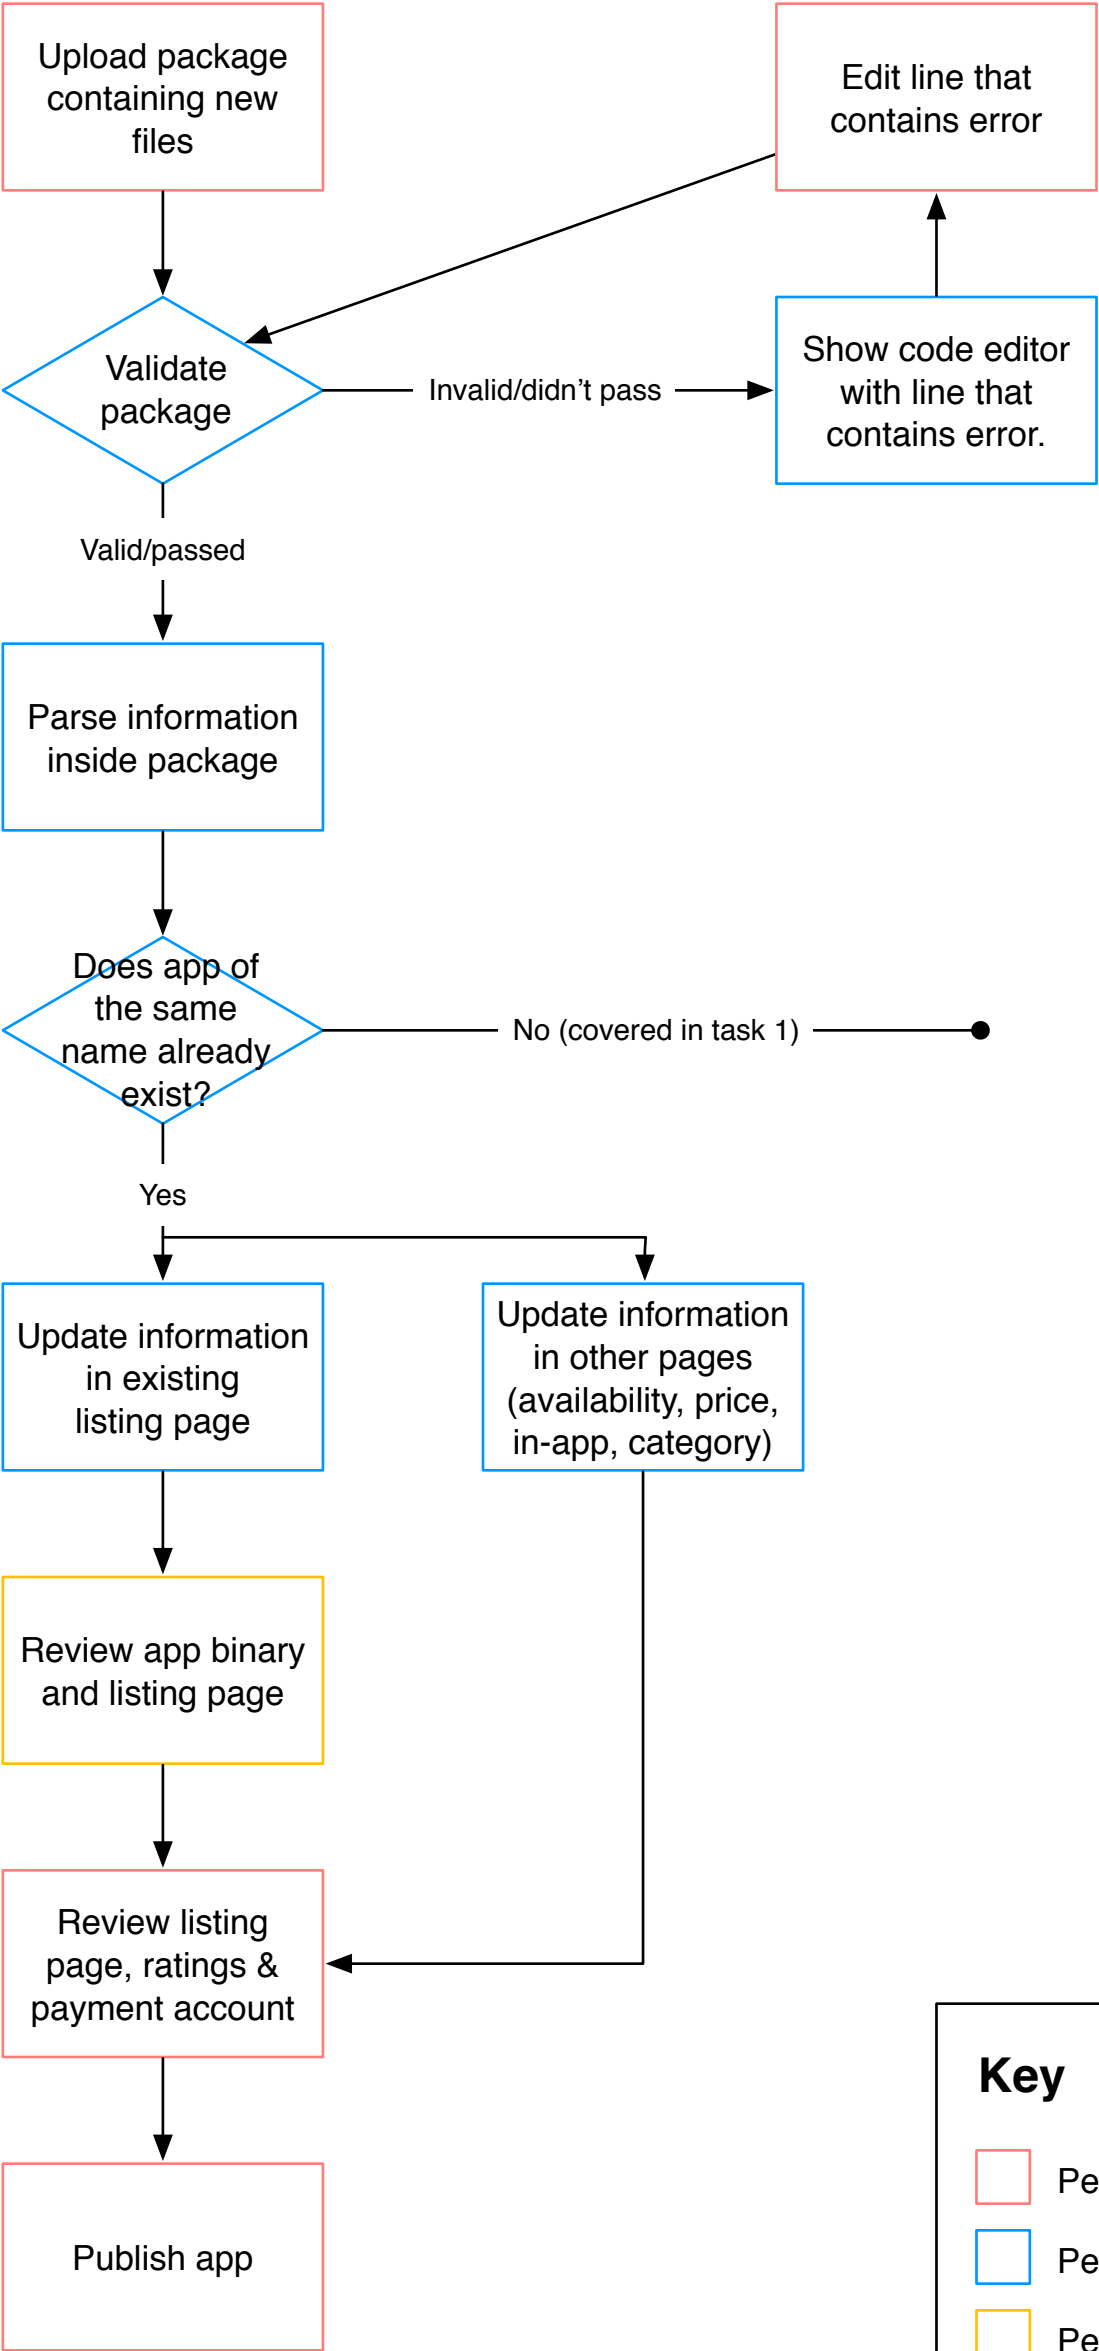 Upload package
containing new
files
Edit line that
contains error
Validate
package
Invalid/didn't pass
Show code editor
with line that
contains error.
Valid/passed
Parse information
inside package
Does app of
the same
name already
exist?
No (covered in task 1)
Yes
Update information
in existing
listing page
Update information
in other pages
(availability, price,
in-app, category)
Review app binary
and listing page
Review listing
page, ratings &
payment account
Publish app
Key